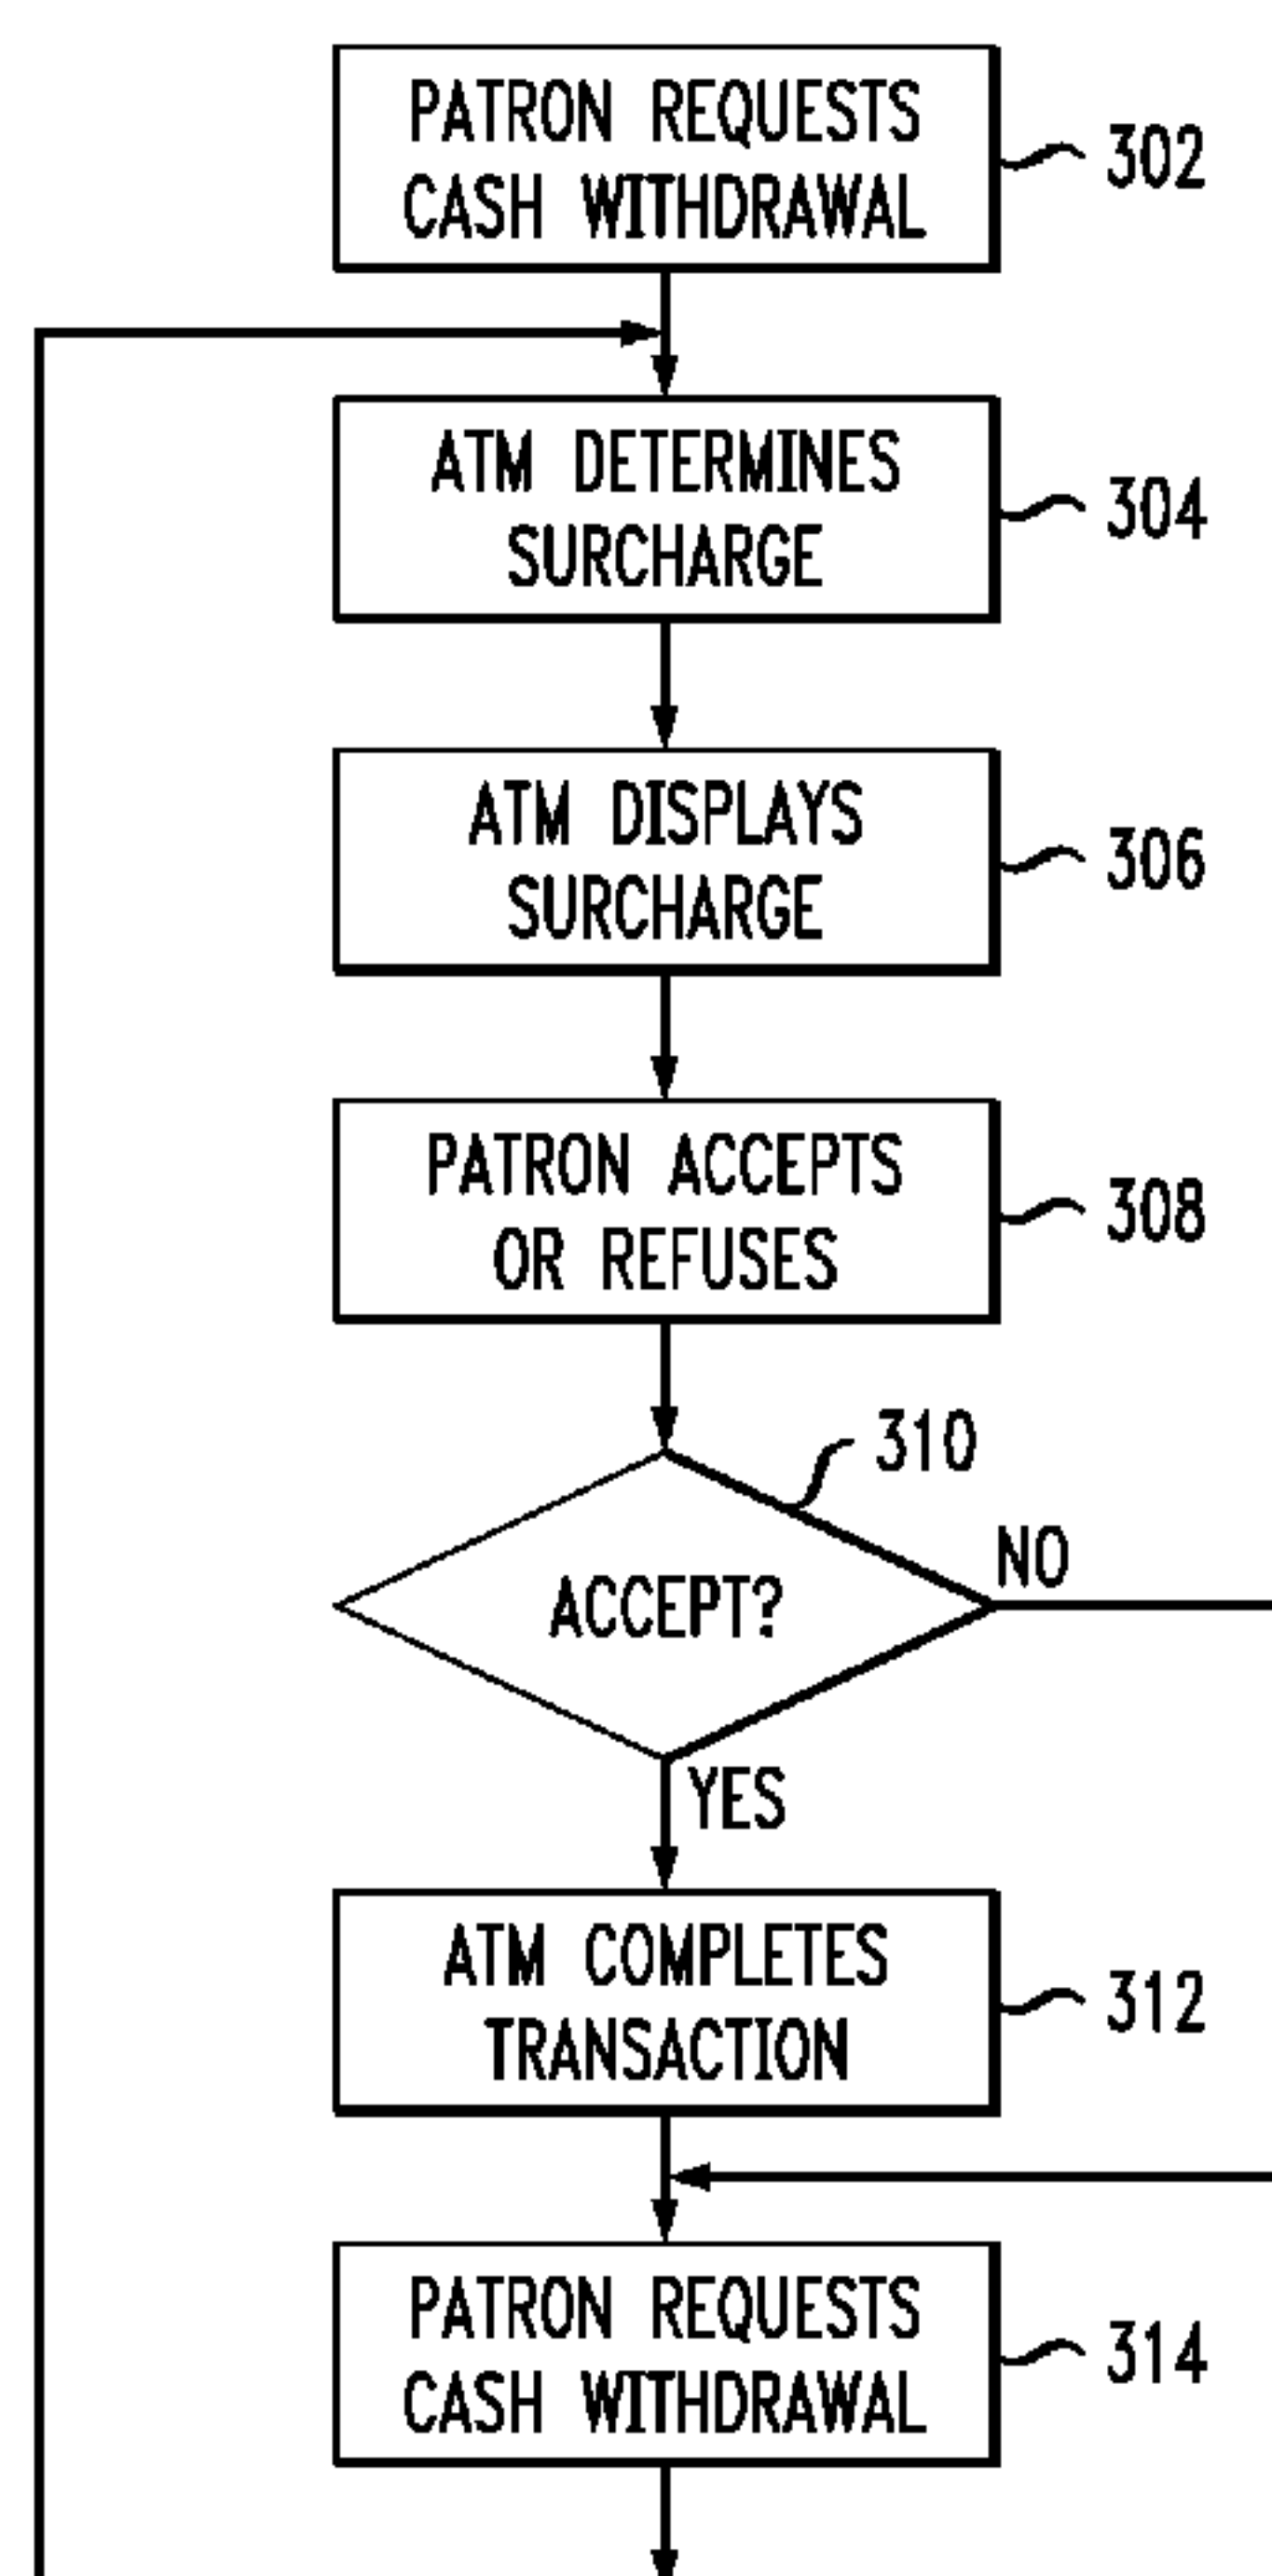 PATRON REQUESTS
CASH WITHDRAWAL
302
ATM DETERMINES
SURCHARGE
304
ATM DISPLAYS
SURCHARGE
306
PATRON ACCEPTS
OR REFUSES
308
310
ACCEPT?
NO
YES
ATM COMPLETES
TRANSACTION
312
PATRON REQUESTS
CASH WITHDRAWAL
314